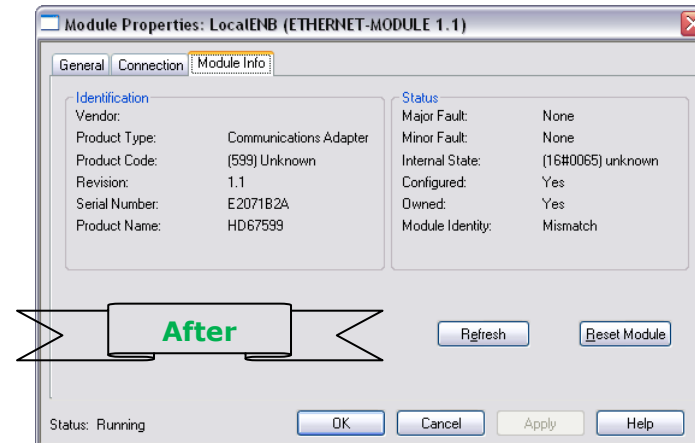 Module Properties: LocalENB (ETHERNET-MODULE 1.1)
General Connection Module Info
Identification
Vendor:
Product Type: Communications Adapter
Product Code: (599) Unknown
Revision: 1.1
Serial Number: E2071B2A
Product Name: HD67599
Status
Major Fault: None
Minor Fault: None
Internal State: (16#0065) unknown
Configured: Yes
Owned: Yes
Module Identity: Mismatch
After
Refresh Reset Module
Status: Running OK Cancel Apply Help